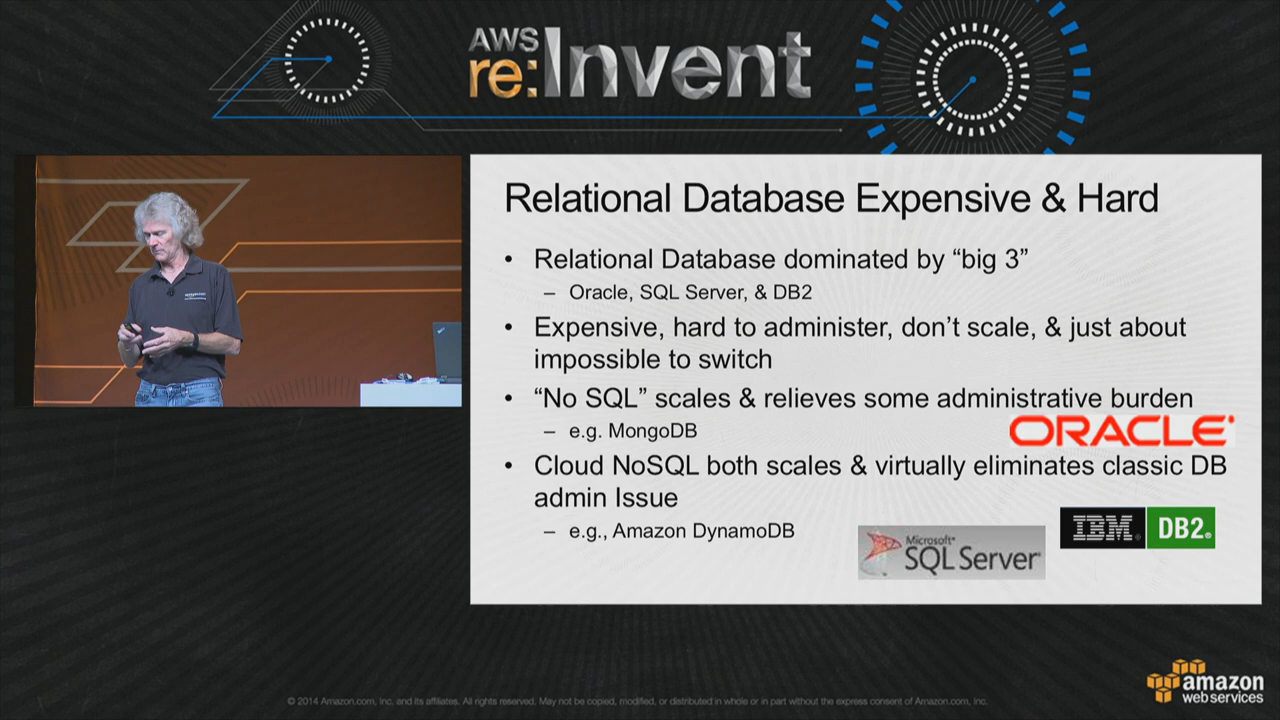 AWS
re:Invent
Relational Database Expensive & Hard
• Relational Database dominated by “big 3”
– Oracle, SQL Server, & DB2
• Expensive, hard to administer, don’t scale, & just about
impossible to switch
• “No SQL” scales & relieves some administrative burden
– e.g. MongoDB
ORACLE
• Cloud NoSQL both scales & virtually eliminates classic DB
admin Issue
– e.g., Amazon DynamoDB
IBM DB2
Microsoft
SQL Server
amazon
web services
© 2014 Amazon.com, Inc. and its affiliates. All rights reserved. May not be copied, modified, or distributed in whole or in part without the express consent of Amazon.com, Inc.